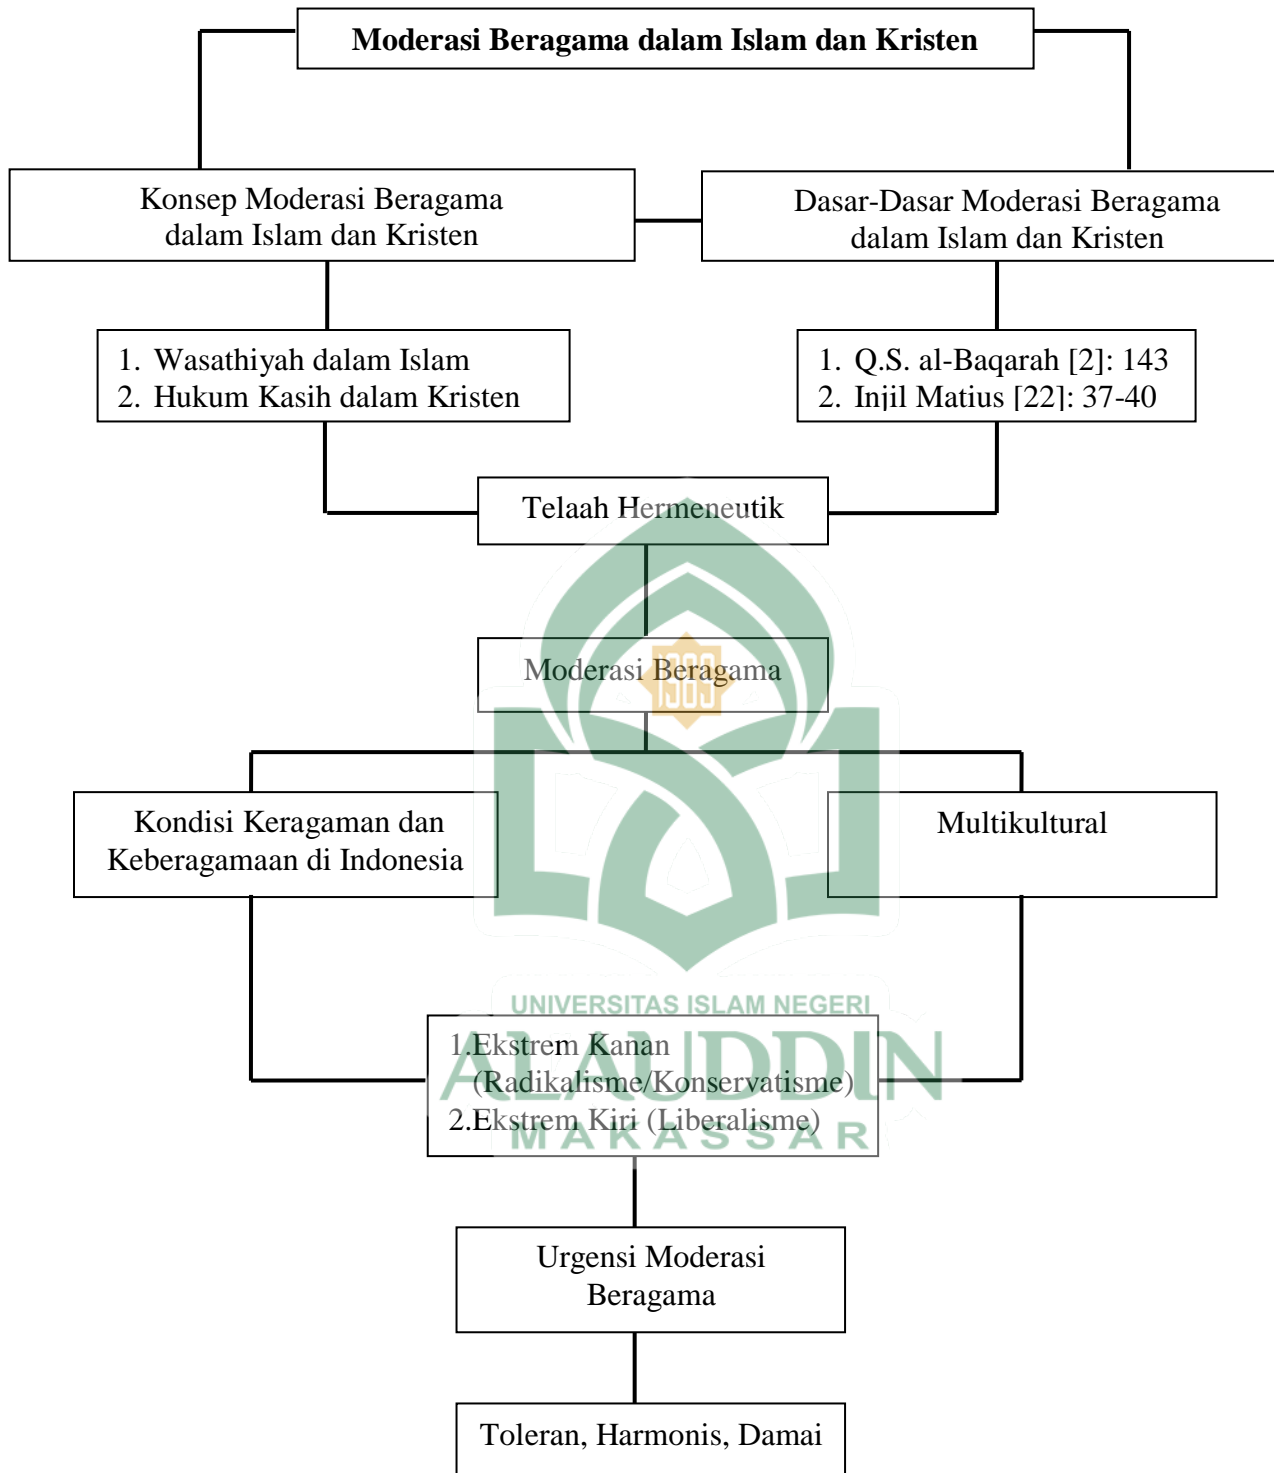 Moderasi Beragama dalam Islam dan Kristen
Konsep Moderasi Beragama
dalam Islam dan Kristen
Dasar-Dasar Moderasi Beragama
dalam Islam dan Kristen
1. Wasathiyah dalam Islam
2. Hukum Kasih dalam Kristen
1. Q.S. al-Baqarah [2]: 143
2. Injil Matius [22]: 37-40
Telaah Hermeneutik
Moderasi Beragama
1989
Kondisi Keragaman dan
Keberagamaan di Indonesia
Multikultural
UNIVERSITAS ISLAM NEGERI
ALAUDDIN
MAKASSAR
1.Ekstrem Kanan
(Radikalisme/Konservatisme)
2.Ekstrem Kiri (Liberalisme)
Urgensi Moderasi
Beragama
Toleran, Harmonis, Damai